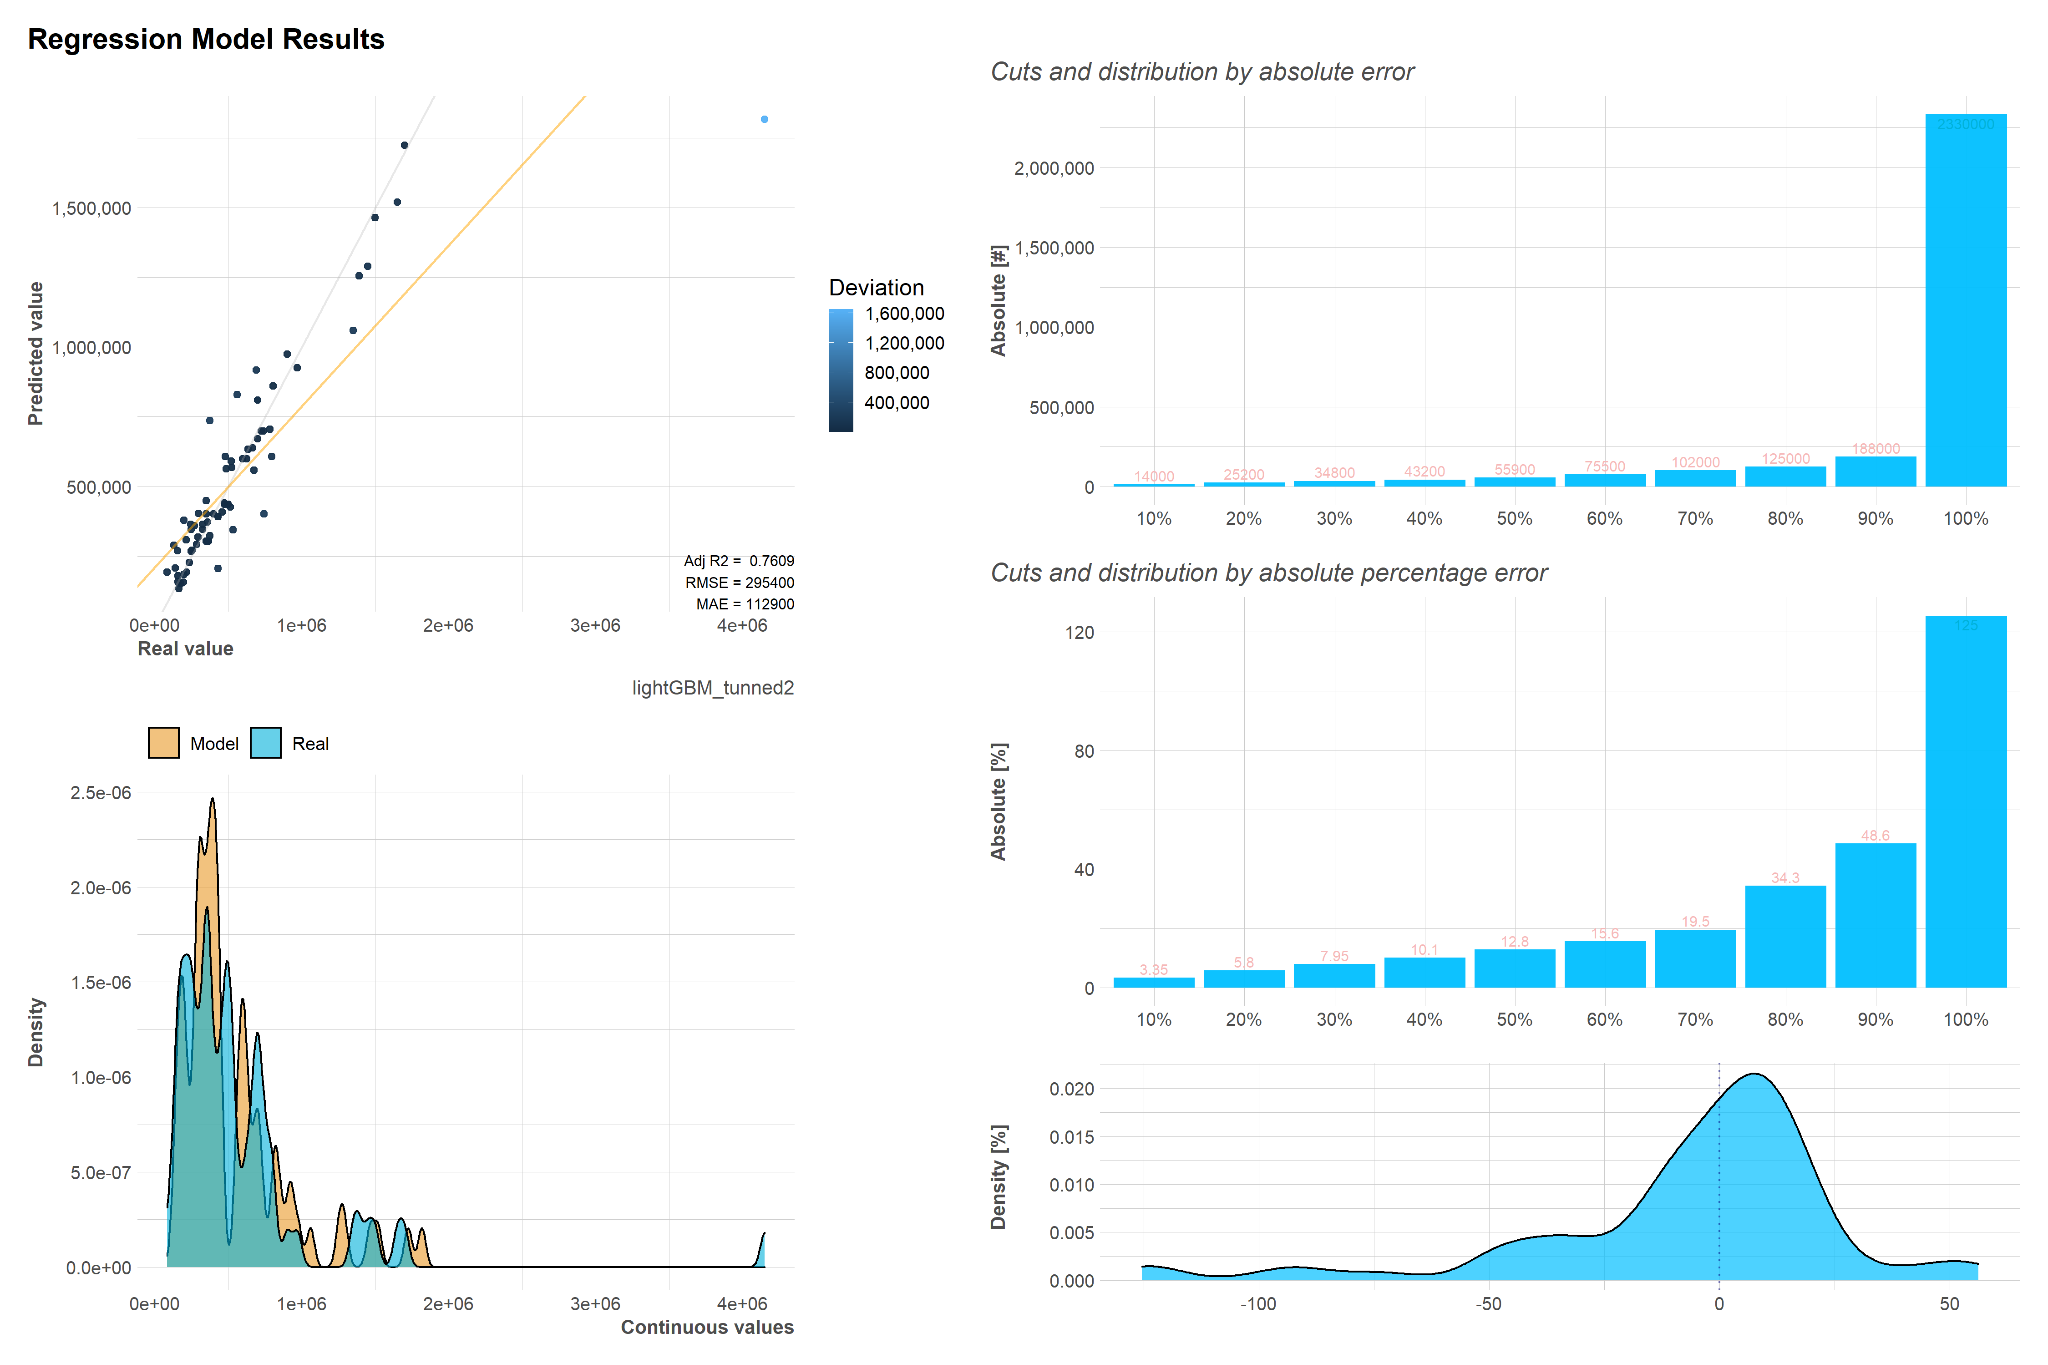 Regression Model Results
1,500,000
1,000,000
500,000
Predicted value
Adj R2 = 0.7609
RMSE = 295400
MAE = 112900
0e+00 1e+06 2e+06 3e+06 4e+06
Real value
lightGBM_tunned2
Deviation
1,600,000
1,200,000
800,000
400,000
Model Real
2.5e-06
2.0e-06
1.5e-06
1.0e-06
5.0e-07
0.0e+00
Density
0e+00 1e+06 2e+06 3e+06 4e+06
Continuous values
Cuts and distribution by absolute error
2,000,000
1,500,000
1,000,000
500,000
0
Absolute [#]
14000 25200 34800 43200 55900 75500 102000 125000 188000 2330000
10% 20% 30% 40% 50% 60% 70% 80% 90% 100%
Cuts and distribution by absolute percentage error
120
80
40
0
Absolute [%]
3.35 5.8 7.95 10.1 12.8 15.6 19.5 34.3 48.6 125
10% 20% 30% 40% 50% 60% 70% 80% 90% 100%
0.020
0.015
0.010
0.005
0.000
Density [%]
-100 -50 0 50